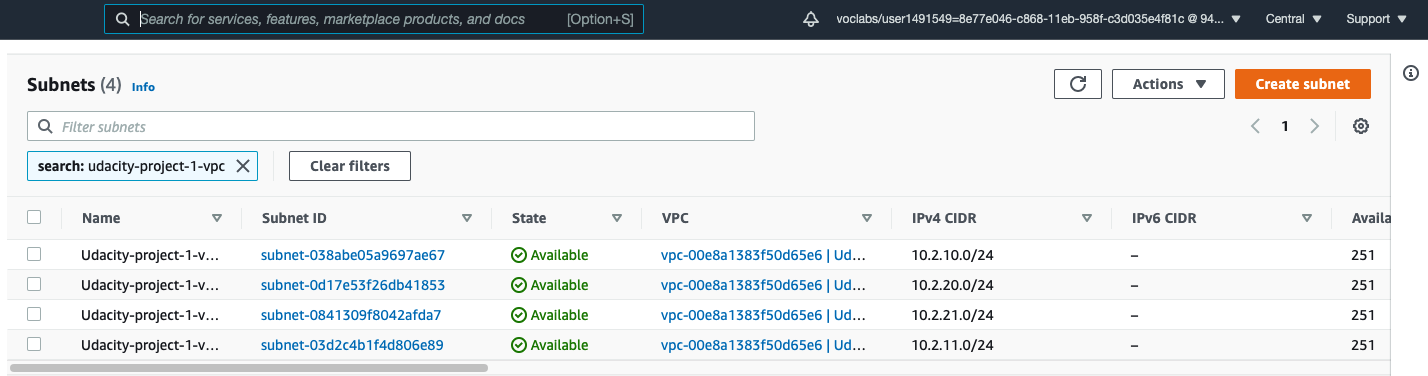 Search for services, features, marketplace products, and docs [Option+S] voclabs/user1491549=8e77e046-c868-11eb-958f-c3d035e4f81c @ 94... Central Support
Subnets (4) Info Actions Create subnet
Filter subnets 1
search: udacity-project-1-vpc Clear filters
Name Subnet ID State VPC IPv4 CIDR IPv6 CIDR Availa
Udacity-project-1-v... subnet-038abe05a9697ae67 Available vpc-00e8a1383f50d65e6 | Ud... 10.2.10.0/24 – 251
Udacity-project-1-v... subnet-0d17e53f26db41853 Available vpc-00e8a1383f50d65e6 | Ud... 10.2.20.0/24 – 251
Udacity-project-1-v... subnet-0841309f8042afda7 Available vpc-00e8a1383f50d65e6 | Ud... 10.2.21.0/24 – 251
Udacity-project-1-v... subnet-03d2c4b1f4d806e89 Available vpc-00e8a1383f50d65e6 | Ud... 10.2.11.0/24 – 251